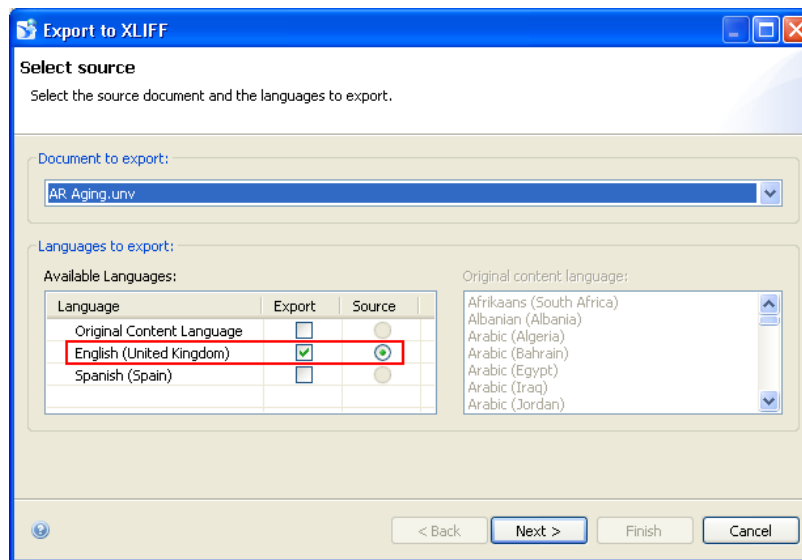 Export to XLIFF
Select source
Select the source document and the languages to export.
Document to export:
AR Aging.unv
Languages to export:
Available Languages:
Original content language:
Language Export Source
Original Content Language
English (United Kingdom)
Spanish (Spain)
Afrikaans (South Africa)
Albanian (Albania)
Arabic (Algeria)
Arabic (Bahrain)
Arabic (Egypt)
Arabic (Iraq)
Arabic (Jordan)
< Back Next > Finish Cancel